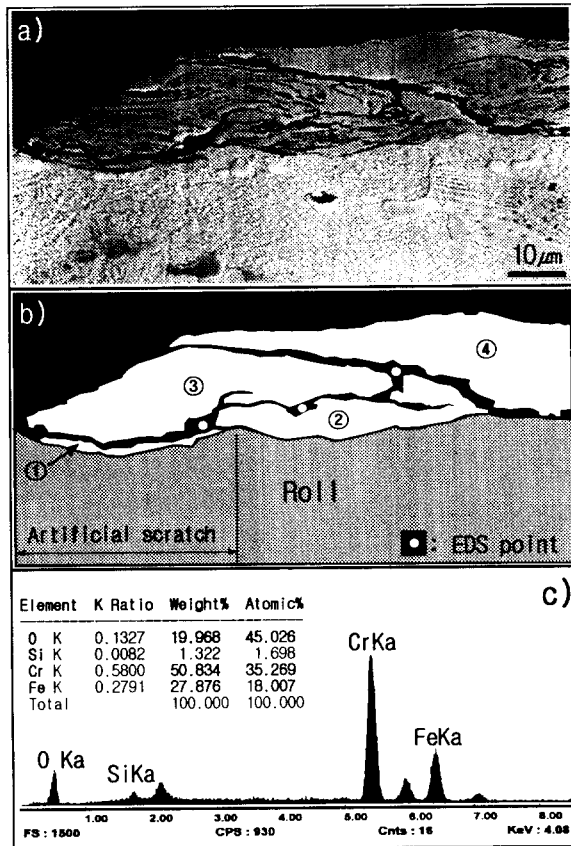 a)
10μm
b)
④
③
②
①
Roll
Artificial scratch
: EDS point
c)
Element K Ratio Weight% Atomic%
O K 0.1327 19.968 45.026
Si K 0.0082 1.322 1.698
Cr K 0.5800 50.834 35.269
Fe K 0.2791 27.876 18.007
Total 100.000 100.000
CrKa
FeKa
O Ka
SiKa
1.00 2.00 3.00 4.00 5.00 6.00 7.00 8.00
FS : 1500 CPS : 930 Cnts : 16 KeV : 4.08